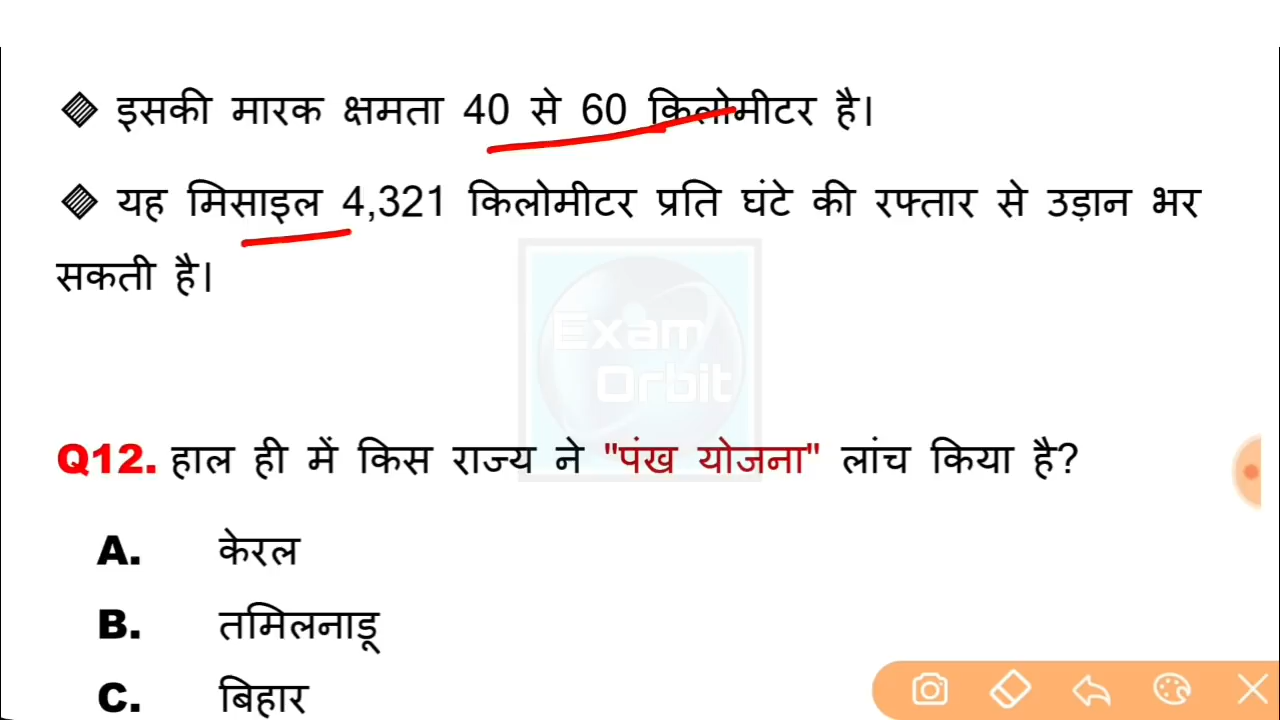 इसकी मारक क्षमता 40 से 60 किलोमीटर है।
यह मिसाइल 4,321 किलोमीटर प्रति घंटे की रफ्तार से उड़ान भर
सकती है।
Exam
Orbit
Q12. हाल ही में किस राज्य ने "पंख योजना" लांच किया है?
A. केरल
B. तमिलनाडू
C. बिहार